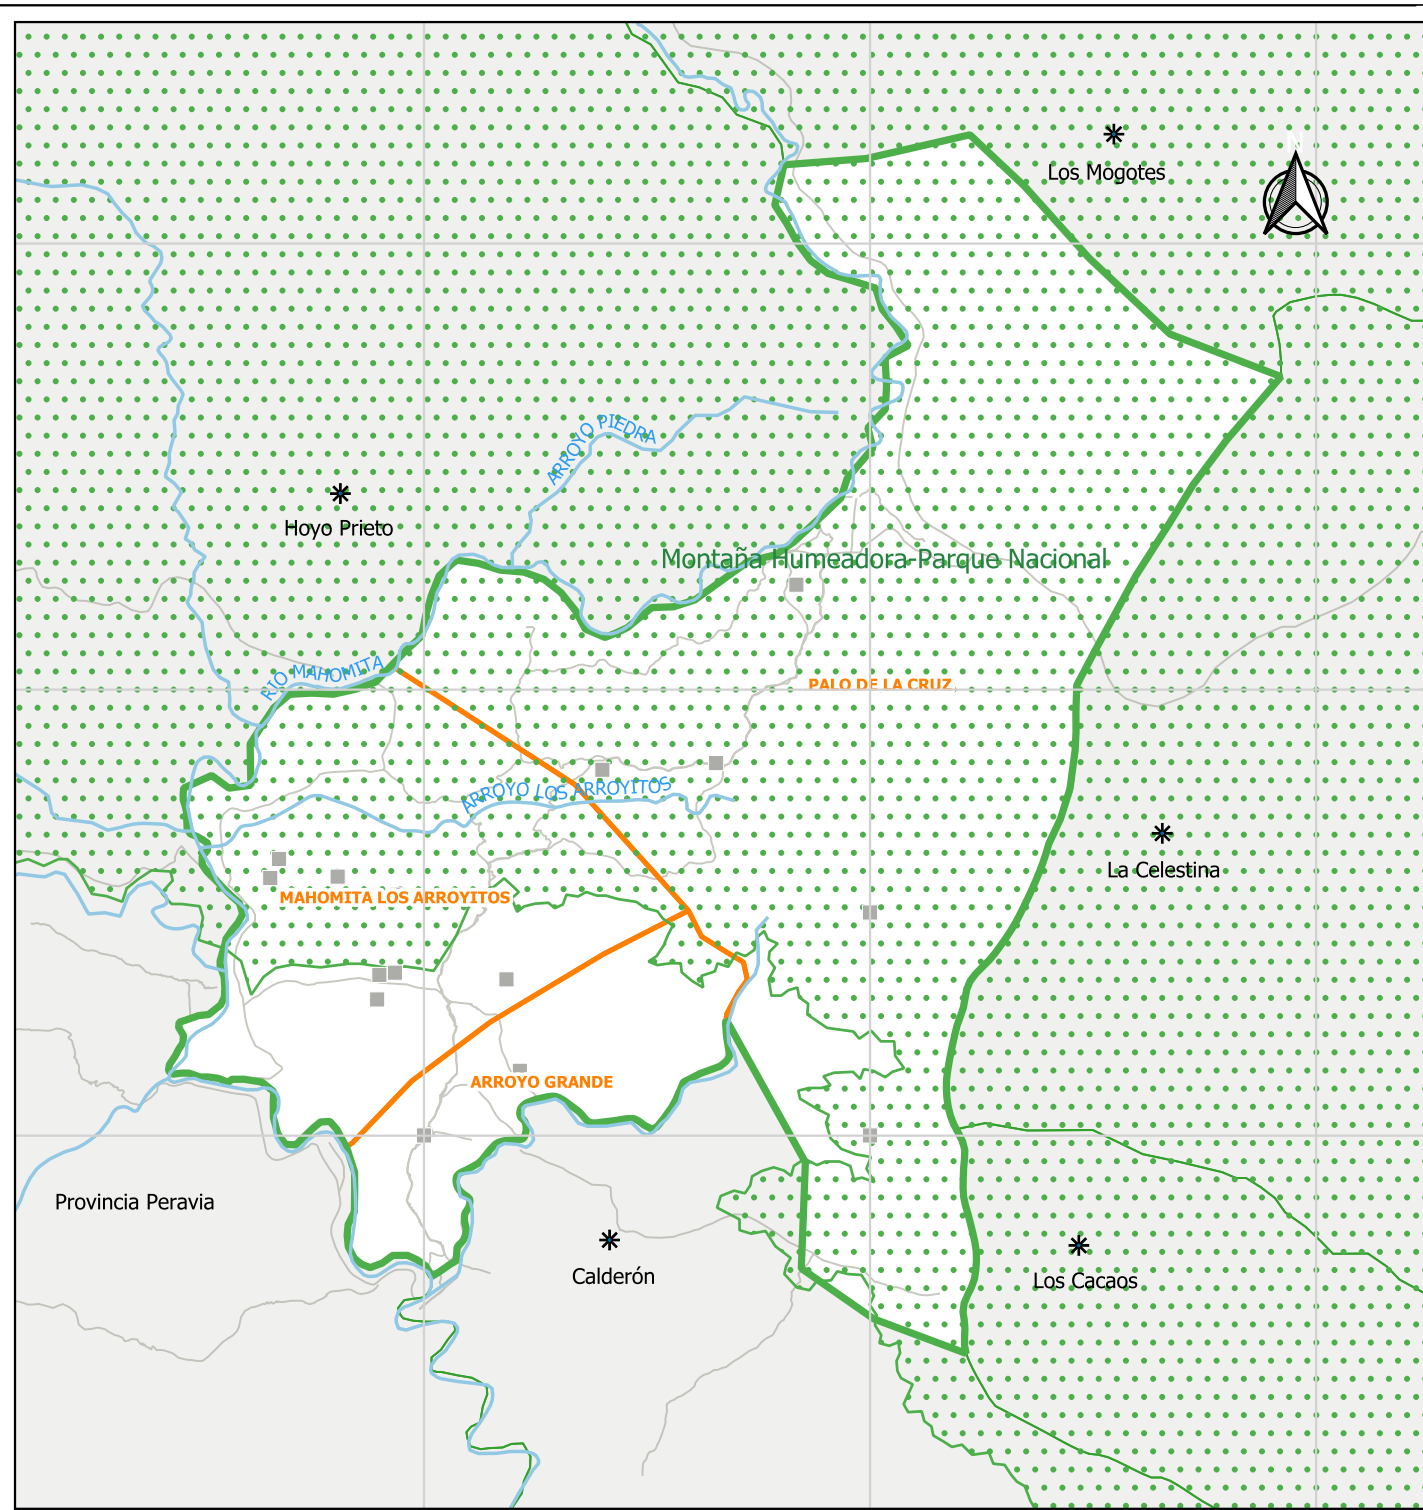 N
Los Mogotes
ARROYO PIEDRA
Hoyo Prieto
Montaña Humeadora-Parque Nacional
RIO MAHOMITA
PALO DE LA CRUZ
ARROYO LOS ARROYITOS
La Celestina
MAHOMITA LOS ARROYITOS
ARROYO GRANDE
Provincia Peravia
Calderón
Los Cacaos